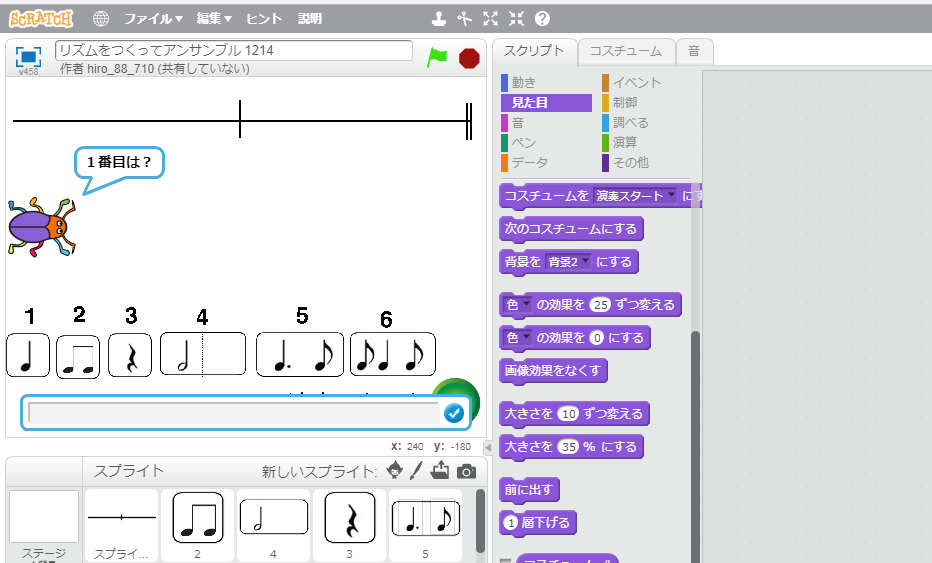 SCRATCH ファイル▼ 編集▼ ヒント 説明
リズムをつくってアンサンブル 1214
作者 hiro_88_710 (共有していない)
v458
1番目は？
1 2 3 4 5 6
x: 240 y: -180
スプライト 新しいスプライト:
ステージ
スプライ... 2 4 3 5
スクリプト コスチューム 音
動き イベント
見た目 制御
音 調べる
ペン 演算
データ その他
コスチュームを 演奏スタート▼ にす
次のコスチュームにする
背景を 背景2▼ にする
色▼ の効果を 25 ずつ変える
色▼ の効果を 0 にする
画像効果をなくす
大きさを 10 ずつ変える
大きさを 35 % にする
前に出す
1 層下げる